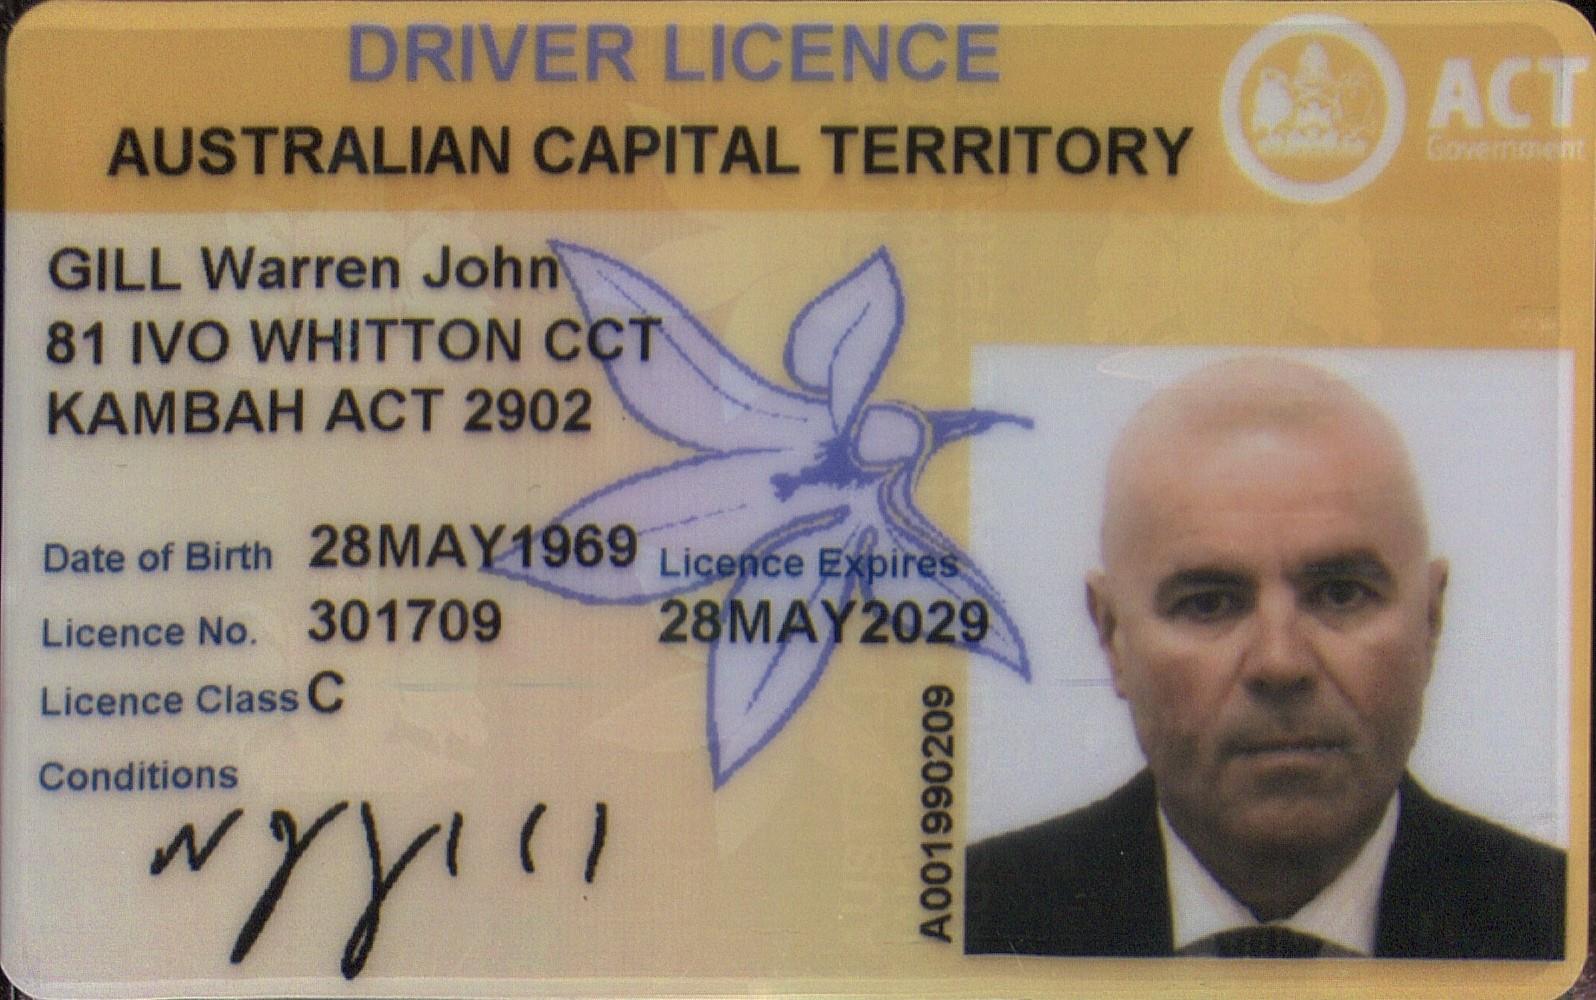 DRIVER LICENCE
AUSTRALIAN CAPITAL TERRITORY
ACT
Government
GILL Warren John
81 IVO WHITTON CCT
KAMBAH ACT 2902
Date of Birth 28MAY1969
Licence Expires
28MAY2029
Licence No. 301709
Licence Class C
Conditions
A001990209